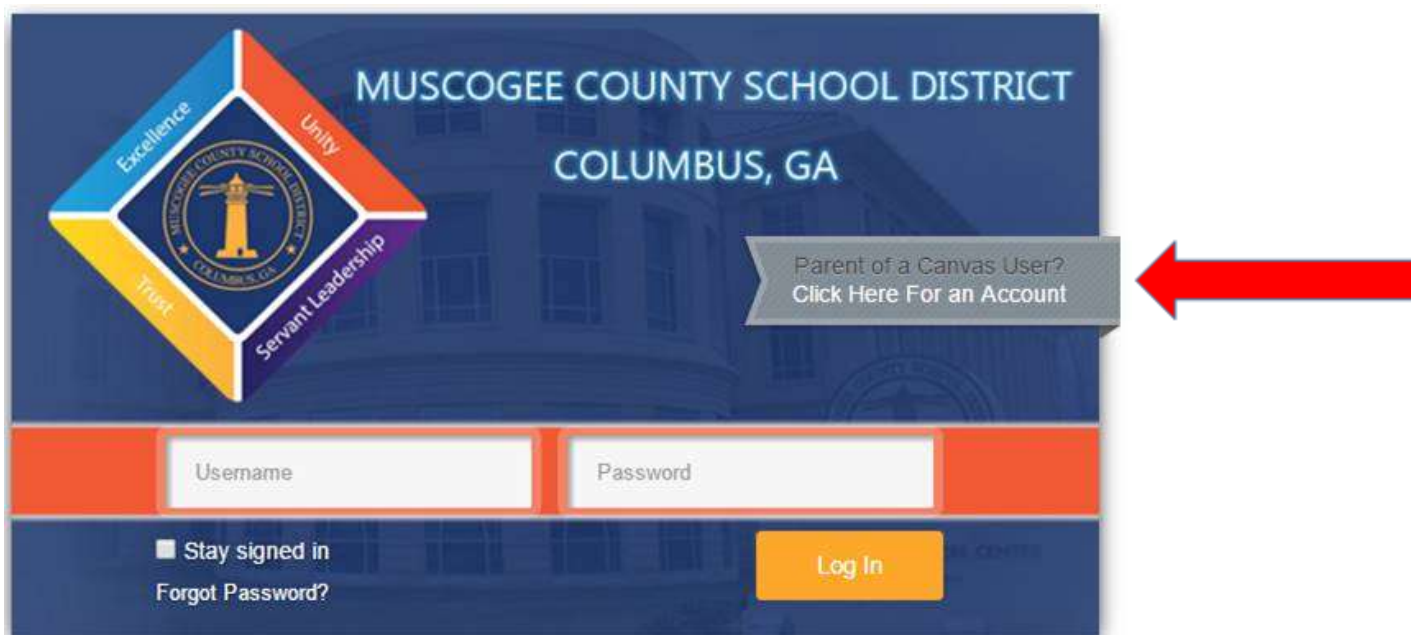 Excellence
Unity
Trust
Servant Leadership
MUSCOGEE COUNTY SCHOOL DISTRICT
COLUMBUS, GA
MUSCOGEE COUNTY SCHOOL DISTRICT
COLUMBUS, GA
Parent of a Canvas User?
Click Here For an Account
Username
Password
Stay signed in
Forgot Password?
Log In